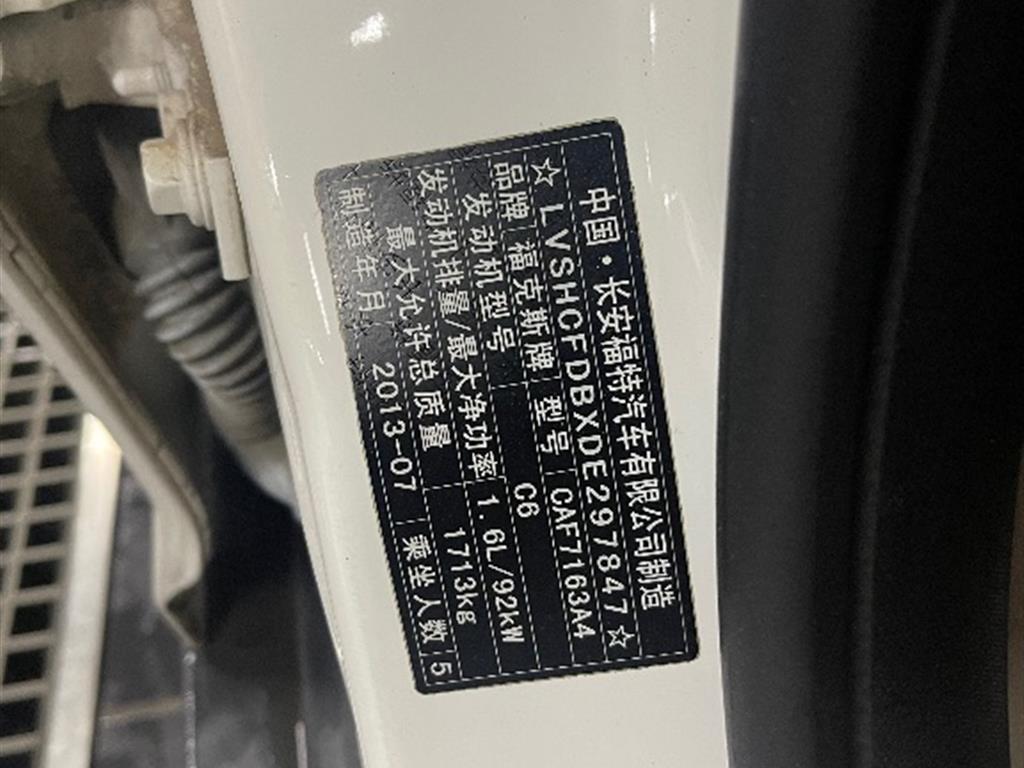 中国·长安福特汽车有限公司制造
☆LVSHCFDBXDE297847☆
品牌 福克斯牌 型号 CAF7163A4
发动机型号 C6
发动机排量/最大净功率 1.6L/92kW
最大允许总质量 1713kg
制造年月 2013-07 乘坐人数 5